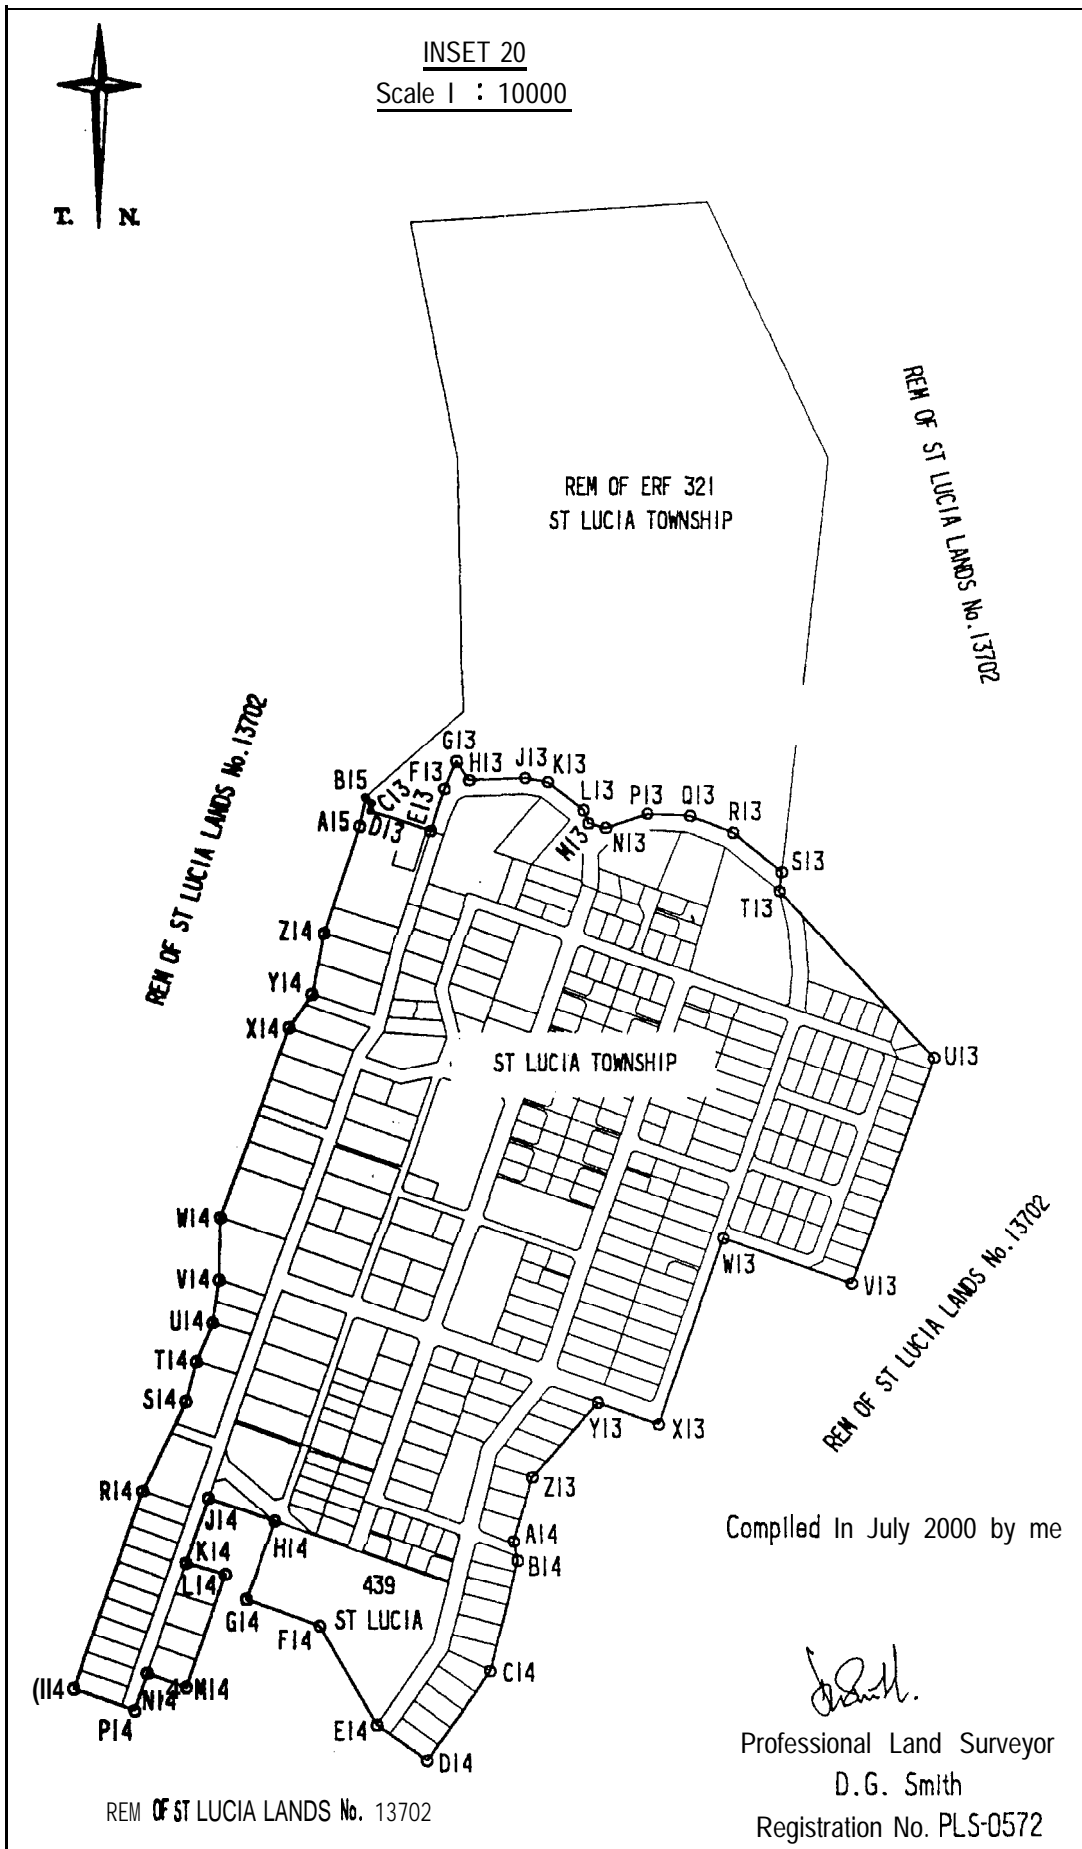 INSET 20
Scale I : 10000
T. N.
REM OF ERF 321
ST LUCIA TOWNSHIP
REM OF ST LUCIA LANDS No.13702
REM OF ST LUCIA LANDS No.13702
G13
H13
J13
K13
F13
B15
C13
E13
L13
P13
Q13
A15
D13
M13
N13
R13
S13
T13
Z14
Y14
X14
ST LUCIA TOWNSHIP
U13
W14
W13
V14
V13
U14
REM OF ST LUCIA LANDS No.13702
T14
S14
Y13
X13
Z13
R14
J14
H14
A14
Compiled In July 2000 by me
K14
B14
L14
439
G14
ST LUCIA
F14
C14
(II4
N14
M14
P14
E14
D14
Professional Land Surveyor
D.G. Smith
REM OF ST LUCIA LANDS No. 13702
Registration No. PLS-0572